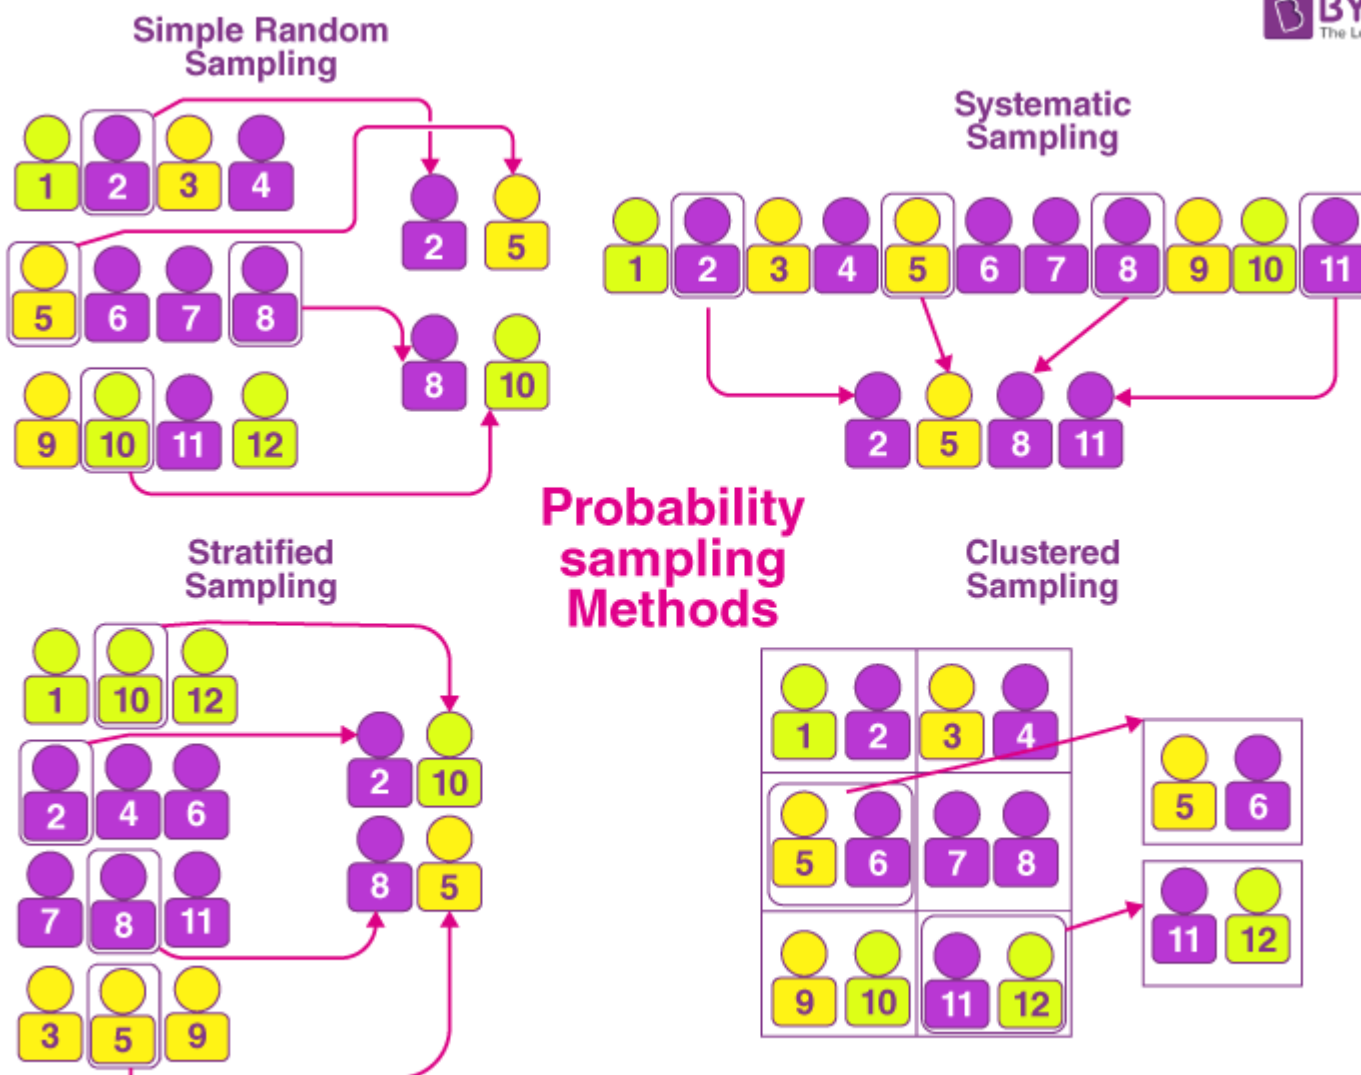 BY
The Le
Simple Random
Sampling
1 2 3 4
2 5
5 6 7 8
8 10
9 10 11 12
Systematic
Sampling
1 2 3 4 5 6 7 8 9 10 11
2 5 8 11
Probability
sampling
Methods
Stratified
Sampling
1 10 12
2 4 6
2 10
7 8 11
8 5
3 5 9
Clustered
Sampling
1 2 3 4
5 6 7 8
5 6
9 10 11 12
11 12